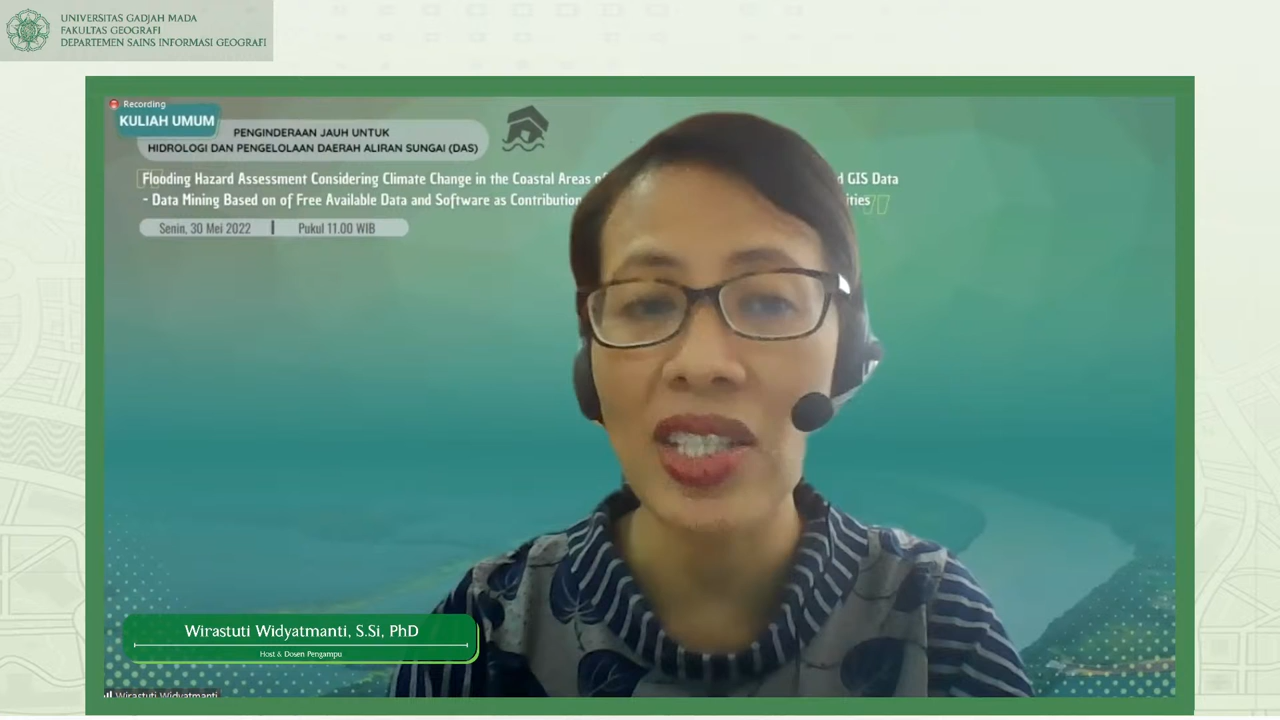 UNIVERSITAS GADJAH MADA
FAKULTAS GEOGRAFI
DEPARTEMEN SAINS INFORMASI GEOGRAFI
Recording
KULIAH UMUM
PENGINDERAAN JAUH UNTUK
HIDROLOGI DAN PENGELOLAAN DAERAH ALIRAN SUNGAI (DAS)
Flooding Hazard Assessment Considering Climate Change in the Coastal Areas of GIS Data
- Data Mining Based on of Free Available Data and Software as Contribution
Senin, 30 Mei 2022 | Pukul 11.00 WIB
Wirastuti Widyatmanti, S.Si, PhD
Host & Dosen Pengampu
Wirastuti Widyatmanti